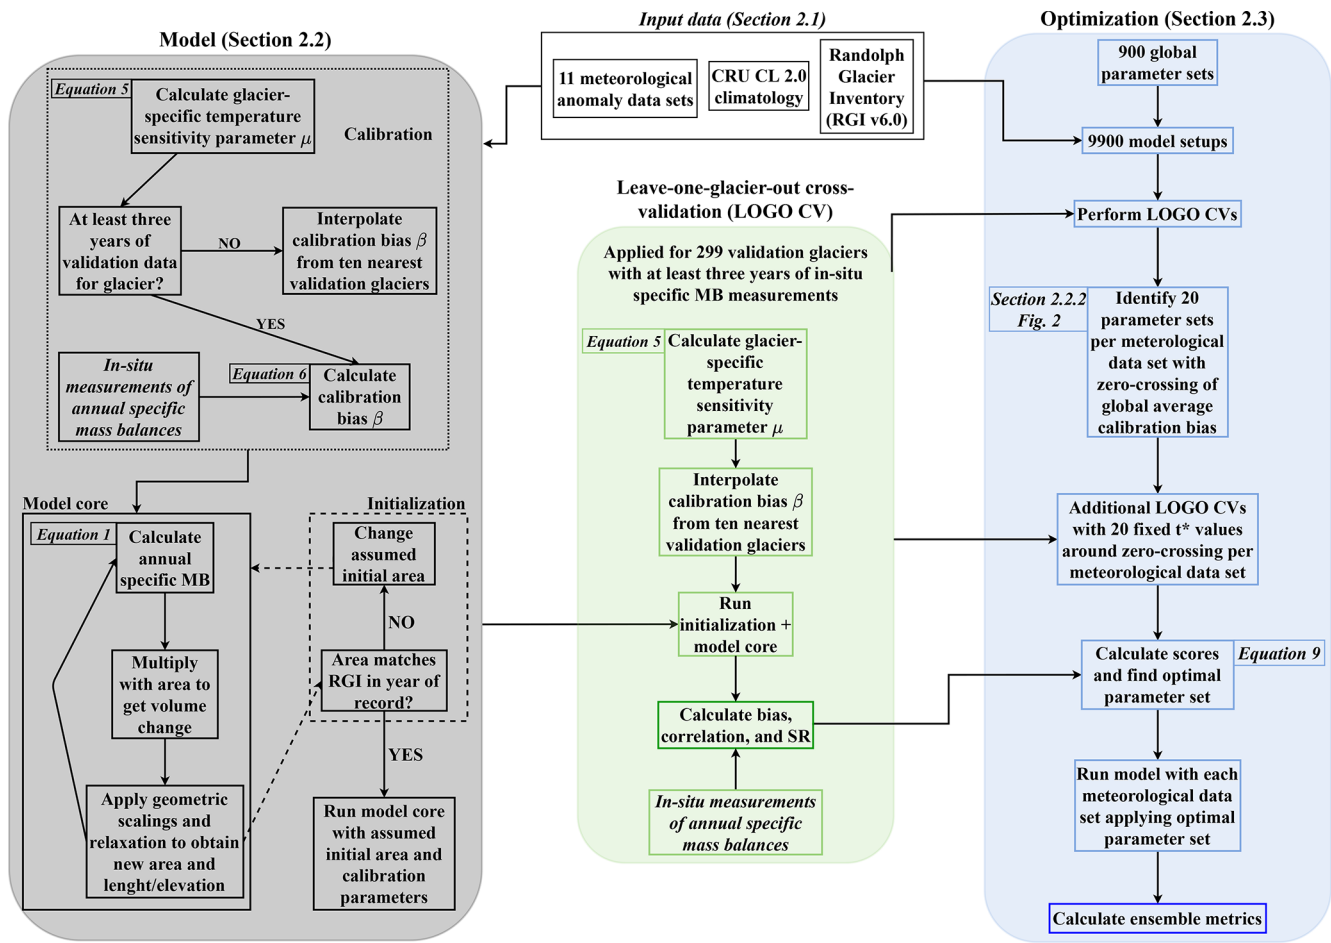 Model (Section 2.2)
Equation 5
Calculate glacier-
specific temperature
sensitivity parameter μ
Calibration
At least three
years of
validation data
for glacier?
NO
Interpolate
calibration bias β
from ten nearest
validation glaciers
YES
In-situ
measurements of
annual specific
mass balances
Equation 6
Calculate
calibration
bias β
Model core
Equation 1
Calculate
annual
specific MB
Multiply
with area to
get volume
change
Apply geometric
scalings and
relaxation to obtain
new area and
lenght/elevation
Initialization
Change
assumed
initial area
NO
Area matches
RGI in year of
record?
YES
Run model core
with assumed
initial area and
calibration
parameters
Input data (Section 2.1)
11 meteorological
anomaly data sets
CRU CL 2.0
climatology
Randolph
Glacier
Inventory
(RGI v6.0)
Leave-one-glacier-out cross-
validation (LOGO CV)
Applied for 299 validation glaciers
with at least three years of in-situ
specific MB measurements
Equation 5
Calculate glacier-
specific
temperature
sensitivity
parameter μ
Interpolate
calibration bias β
from ten nearest
validation glaciers
Run
initialization +
model core
Calculate bias,
correlation, and SR
In-situ measurements
of annual specific
mass balances
Optimization (Section 2.3)
900 global
parameter sets
9900 model setups
Perform LOGO CVs
Section 2.2.2
Fig. 2
Identify 20
parameter sets
per meterological
data set with
zero-crossing of
global average
calibration bias
Additional LOGO CVs
with 20 fixed t* values
around zero-crossing per
meteorological data set
Calculate scores
and find optimal
parameter set
Equation 9
Run model with each
meteorological data
set applying optimal
parameter set
Calculate ensemble metrics